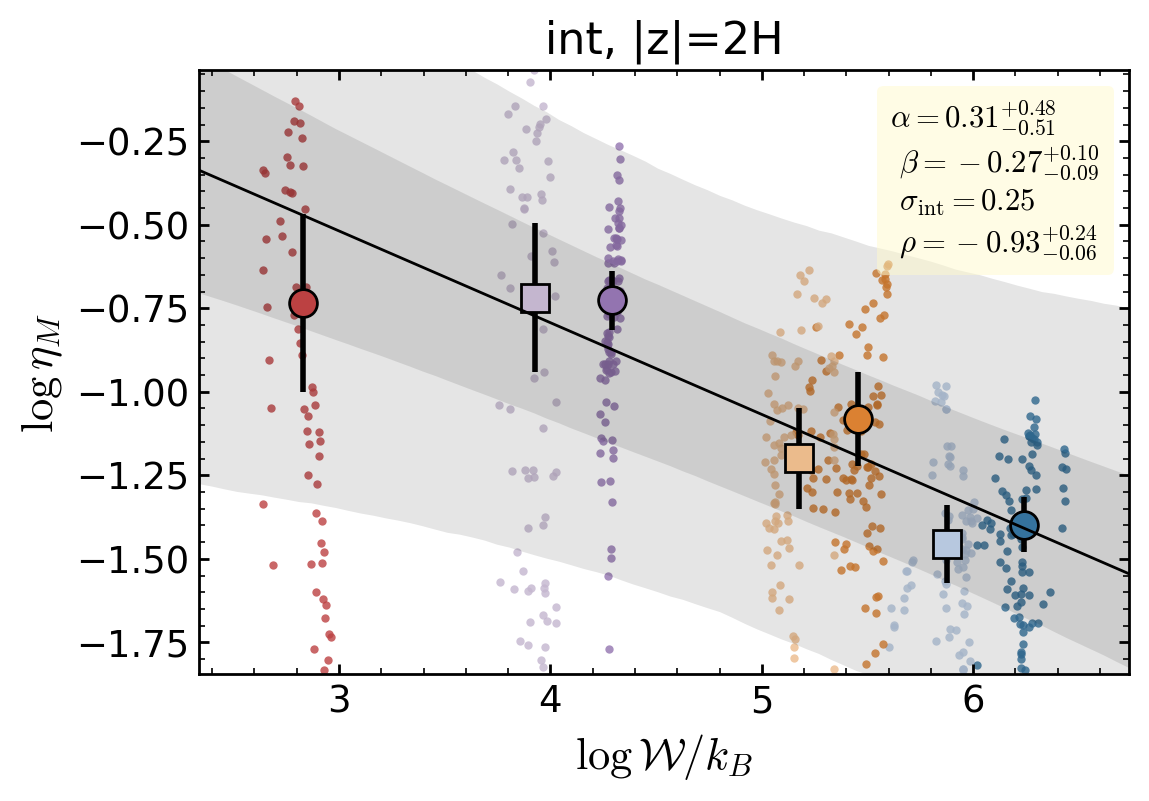 int, |z|=2H
α = 0.31^{+0.48}_{-0.51}
β = −0.27^{+0.10}_{-0.09}
σ_int = 0.25
ρ = −0.93^{+0.24}_{-0.06}
−0.25
−0.50
−0.75
−1.00
−1.25
−1.50
−1.75
log η_M
3 4 5 6
log 𝒲/k_B